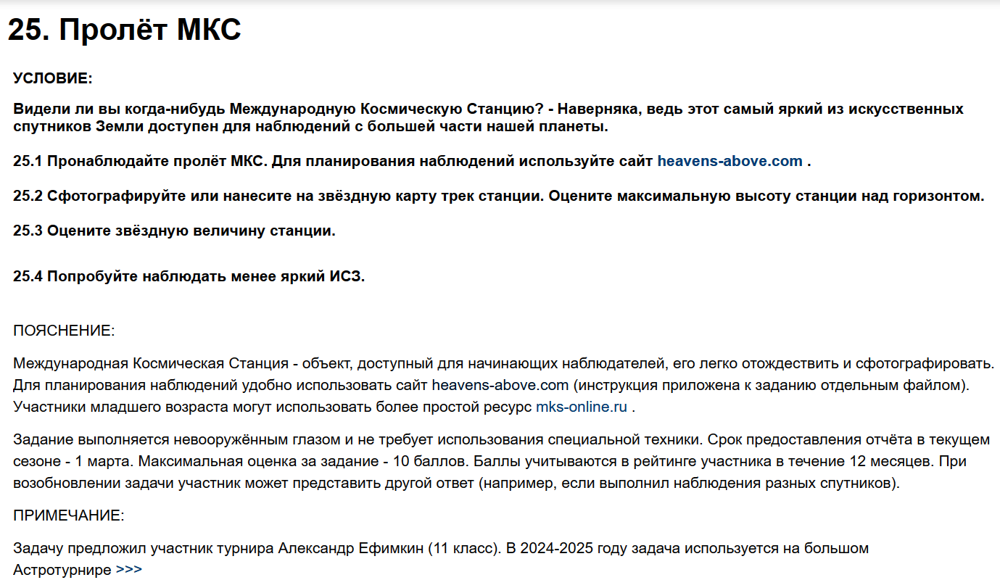 25. Пролёт МКС
УСЛОВИЕ:
Видели ли вы когда-нибудь Международную Космическую Станцию? - Наверняка, ведь этот самый яркий из искусственных
спутников Земли доступен для наблюдений с большей части нашей планеты.
25.1 Пронаблюдайте пролёт МКС. Для планирования наблюдений используйте сайт heavens-above.com .
25.2 Сфотографируйте или нанесите на звёздную карту трек станции. Оцените максимальную высоту станции над горизонтом.
25.3 Оцените звёздную величину станции.
25.4 Попробуйте наблюдать менее яркий ИСЗ.
ПОЯСНЕНИЕ:
Международная Космическая Станция - объект, доступный для начинающих наблюдателей, его легко отождествить и сфотографировать.
Для планирования наблюдений удобно использовать сайт heavens-above.com (инструкция приложена к заданию отдельным файлом).
Участники младшего возраста могут использовать более простой ресурс mks-online.ru .
Задание выполняется невооружённым глазом и не требует использования специальной техники. Срок предоставления отчёта в текущем
сезоне - 1 марта. Максимальная оценка за задание - 10 баллов. Баллы учитываются в рейтинге участника в течение 12 месяцев. При
возобновлении задачи участник может представить другой ответ (например, если выполнил наблюдения разных спутников).
ПРИМЕЧАНИЕ:
Задачу предложил участник турнира Александр Ефимкин (11 класс). В 2024-2025 году задача используется на большом
Астротурнире >>>